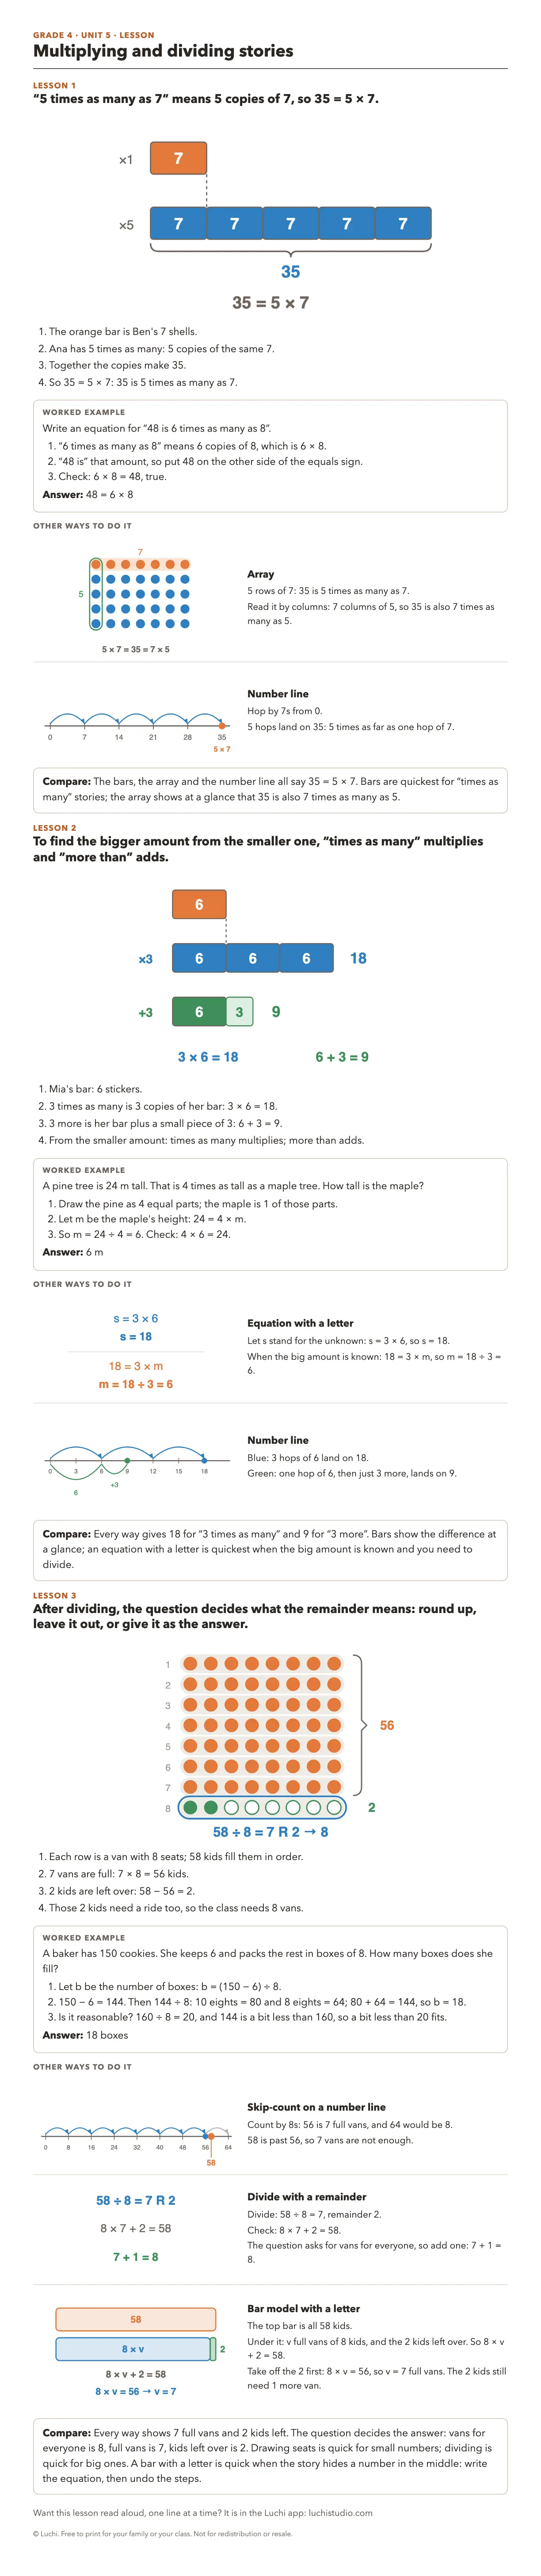 GRADE 4 · UNIT 5 · LESSON
Multiplying and dividing stories
LESSON 1
“5 times as many as 7” means 5 copies of 7, so 35 = 5 × 7.
×1
7
×5
7 7 7 7 7
35
35 = 5 × 7
1. The orange bar is Ben's 7 shells.
2. Ana has 5 times as many: 5 copies of the same 7.
3. Together the copies make 35.
4. So 35 = 5 × 7: 35 is 5 times as many as 7.
WORKED EXAMPLE
Write an equation for “48 is 6 times as many as 8”.
1. “6 times as many as 8” means 6 copies of 8, which is 6 × 8.
2. “48 is” that amount, so put 48 on the other side of the equals sign.
3. Check: 6 × 8 = 48, true.
Answer: 48 = 6 × 8
OTHER WAYS TO DO IT
7
5
5 × 7 = 35 = 7 × 5
Array
5 rows of 7: 35 is 5 times as many as 7.
Read it by columns: 7 columns of 5, so 35 is also 7 times as
many as 5.
0 7 14 21 28 35
5 × 7
Number line
Hop by 7s from 0.
5 hops land on 35: 5 times as far as one hop of 7.
Compare: The bars, the array and the number line all say 35 = 5 × 7. Bars are quickest for “times as
many” stories; the array shows at a glance that 35 is also 7 times as many as 5.
LESSON 2
To find the bigger amount from the smaller one, “times as many” multiplies
and “more than” adds.
6
×3
6 6 6 18
+3
6 3 9
3 × 6 = 18 6 + 3 = 9
1. Mia's bar: 6 stickers.
2. 3 times as many is 3 copies of her bar: 3 × 6 = 18.
3. 3 more is her bar plus a small piece of 3: 6 + 3 = 9.
4. From the smaller amount: times as many multiplies; more than adds.
WORKED EXAMPLE
A pine tree is 24 m tall. That is 4 times as tall as a maple tree. How tall is the maple?
1. Draw the pine as 4 equal parts; the maple is 1 of those parts.
2. Let m be the maple's height: 24 = 4 × m.
3. So m = 24 ÷ 4 = 6. Check: 4 × 6 = 24.
Answer: 6 m
OTHER WAYS TO DO IT
s = 3 × 6
s = 18
18 = 3 × m
m = 18 ÷ 3 = 6
Equation with a letter
Let s stand for the unknown: s = 3 × 6, so s = 18.
When the big amount is known: 18 = 3 × m, so m = 18 ÷ 3 =
6.
0 3 6 9 12 15 18
+3
6
Number line
Blue: 3 hops of 6 land on 18.
Green: one hop of 6, then just 3 more, lands on 9.
Compare: Every way gives 18 for “3 times as many” and 9 for “3 more”. Bars show the difference at
a glance; an equation with a letter is quickest when the big amount is known and you need to
divide.
LESSON 3
After dividing, the question decides what the remainder means: round up,
leave it out, or give it as the answer.
1
2
3
4
5
6
7
8
56
2
58 ÷ 8 = 7 R 2 → 8
1. Each row is a van with 8 seats; 58 kids fill them in order.
2. 7 vans are full: 7 × 8 = 56 kids.
3. 2 kids are left over: 58 − 56 = 2.
4. Those 2 kids need a ride too, so the class needs 8 vans.
WORKED EXAMPLE
A baker has 150 cookies. She keeps 6 and packs the rest in boxes of 8. How many boxes does she
fill?
1. Let b be the number of boxes: b = (150 − 6) ÷ 8.
2. 150 − 6 = 144. Then 144 ÷ 8: 10 eights = 80 and 8 eights = 64; 80 + 64 = 144, so b = 18.
3. Is it reasonable? 160 ÷ 8 = 20, and 144 is a bit less than 160, so a bit less than 20 fits.
Answer: 18 boxes
OTHER WAYS TO DO IT
0 8 16 24 32 40 48 56 64
58
Skip-count on a number line
Count by 8s: 56 is 7 full vans, and 64 would be 8.
58 is past 56, so 7 vans are not enough.
58 ÷ 8 = 7 R 2
8 × 7 + 2 = 58
7 + 1 = 8
Divide with a remainder
Divide: 58 ÷ 8 = 7, remainder 2.
Check: 8 × 7 + 2 = 58.
The question asks for vans for everyone, so add one: 7 + 1 =
8.
58
8 × v 2
8 × v + 2 = 58
8 × v = 56 → v = 7
Bar model with a letter
The top bar is all 58 kids.
Under it: v full vans of 8 kids, and the 2 kids left over. So 8 × v
+ 2 = 58.
Take off the 2 first: 8 × v = 56, so v = 7 full vans. The 2 kids still
need 1 more van.
Compare: Every way shows 7 full vans and 2 kids left. The question decides the answer: vans for
everyone is 8, full vans is 7, kids left over is 2. Drawing seats is quick for small numbers; dividing is
quick for big ones. A bar with a letter is quick when the story hides a number in the middle: write
the equation, then undo the steps.
Want this lesson read aloud, one line at a time? It is in the Luchi app: luchistudio.com
© Luchi. Free to print for your family or your class. Not for redistribution or resale.